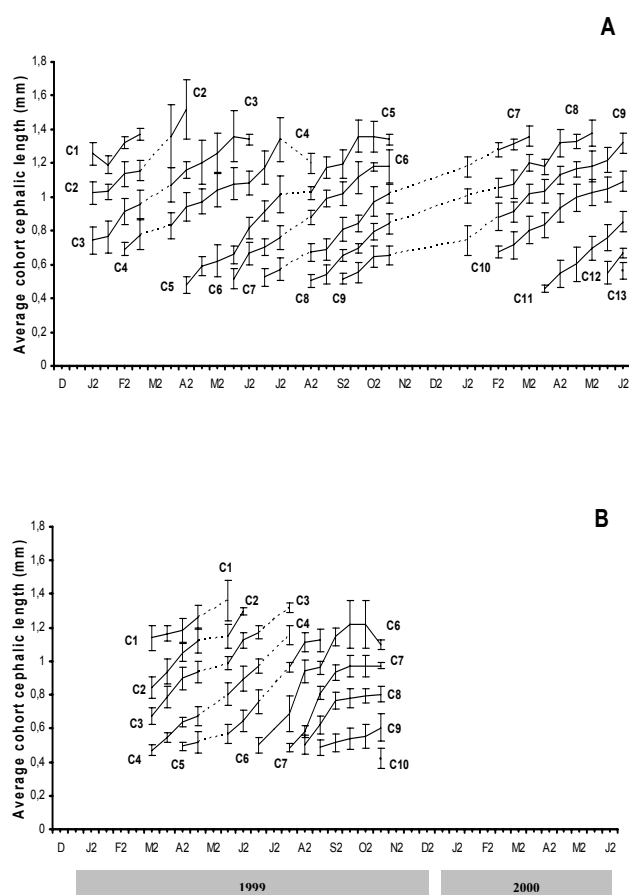 A
Average cohort cephalic length (mm)
1,8
1,6
1,4
1,2
1
0,8
0,6
0,4
0,2
0
C1
C2
C3
C4
C2
C3
C4
C5
C6
C7
C8
C9
C5
C6
C7
C8
C9
C10
C11
C12
C13
D J2 F2 M2 A2 M2 J2 J2 A2 S2 O2 N2 D2 J2 F2 M2 A2 M2 J2
B
Average cohort cephalic length (mm)
1,8
1,6
1,4
1,2
1
0,8
0,6
0,4
0,2
0
C1
C2
C3
C4
C5
C1
C2
C3
C4
C6
C7
C6
C7
C8
C9
C10
D J2 F2 M2 A2 M2 J2 J2 A2 S2 O2 N2 D2 J2 F2 M2 A2 M2 J2
1999 2000